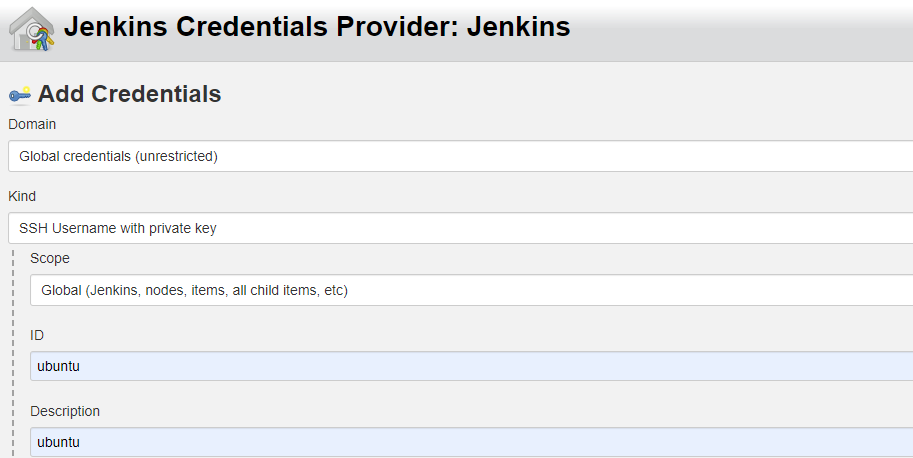 Jenkins Credentials Provider: Jenkins
Add Credentials
Domain
Global credentials (unrestricted)
Kind
SSH Username with private key
Scope
Global (Jenkins, nodes, items, all child items, etc)
ID
ubuntu
Description
ubuntu